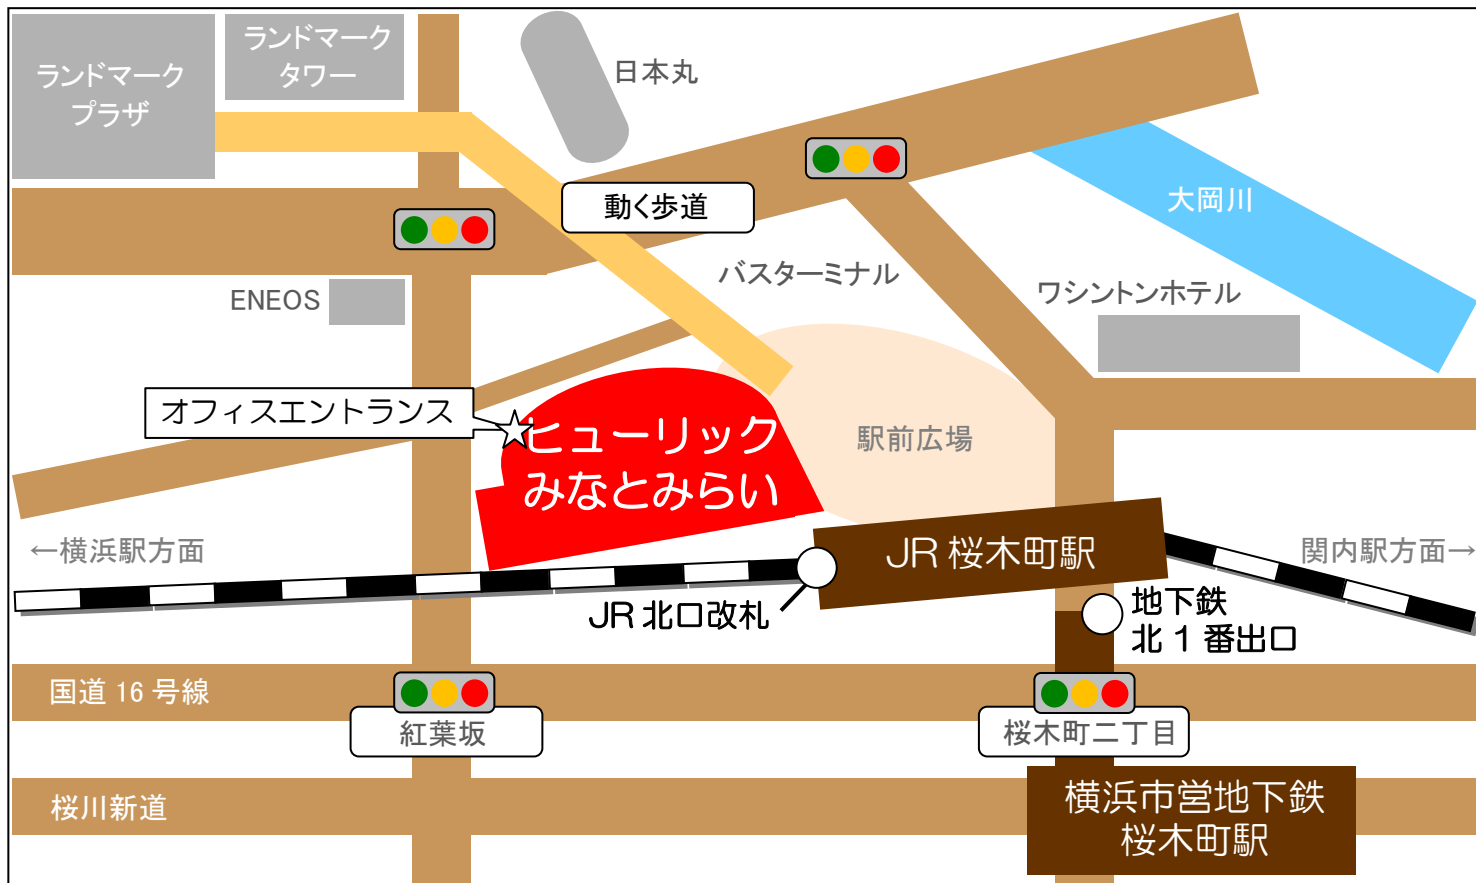 ランドマーク
プラザ
ランドマーク
タワー
日本丸
動く歩道
大岡川
バスターミナル
ワシントンホテル
ENEOS
オフィスエントランス
ヒューリック
みなとみらい
駅前広場
←横浜駅方面
JR 桜木町駅
関内駅方面→
JR 北口改札
地下鉄
北 1 番出口
国道 16 号線
紅葉坂
桜木町二丁目
桜川新道
横浜市営地下鉄
桜木町駅